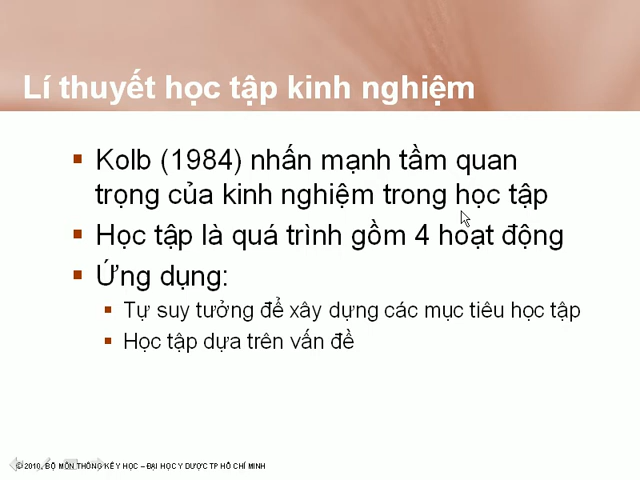 Lí thuyết học tập kinh nghiệm
Kolb (1984) nhấn mạnh tầm quan
trọng của kinh nghiệm trong học tập
Học tập là quá trình gồm 4 hoạt động
Ứng dụng:
Tự suy tưởng để xây dựng các mục tiêu học tập
Học tập dựa trên vấn đề
© 2010, BỘ MÔN THỐNG KÊ Y HỌC – ĐẠI HỌC Y DƯỢC TP HỒ CHÍ MINH